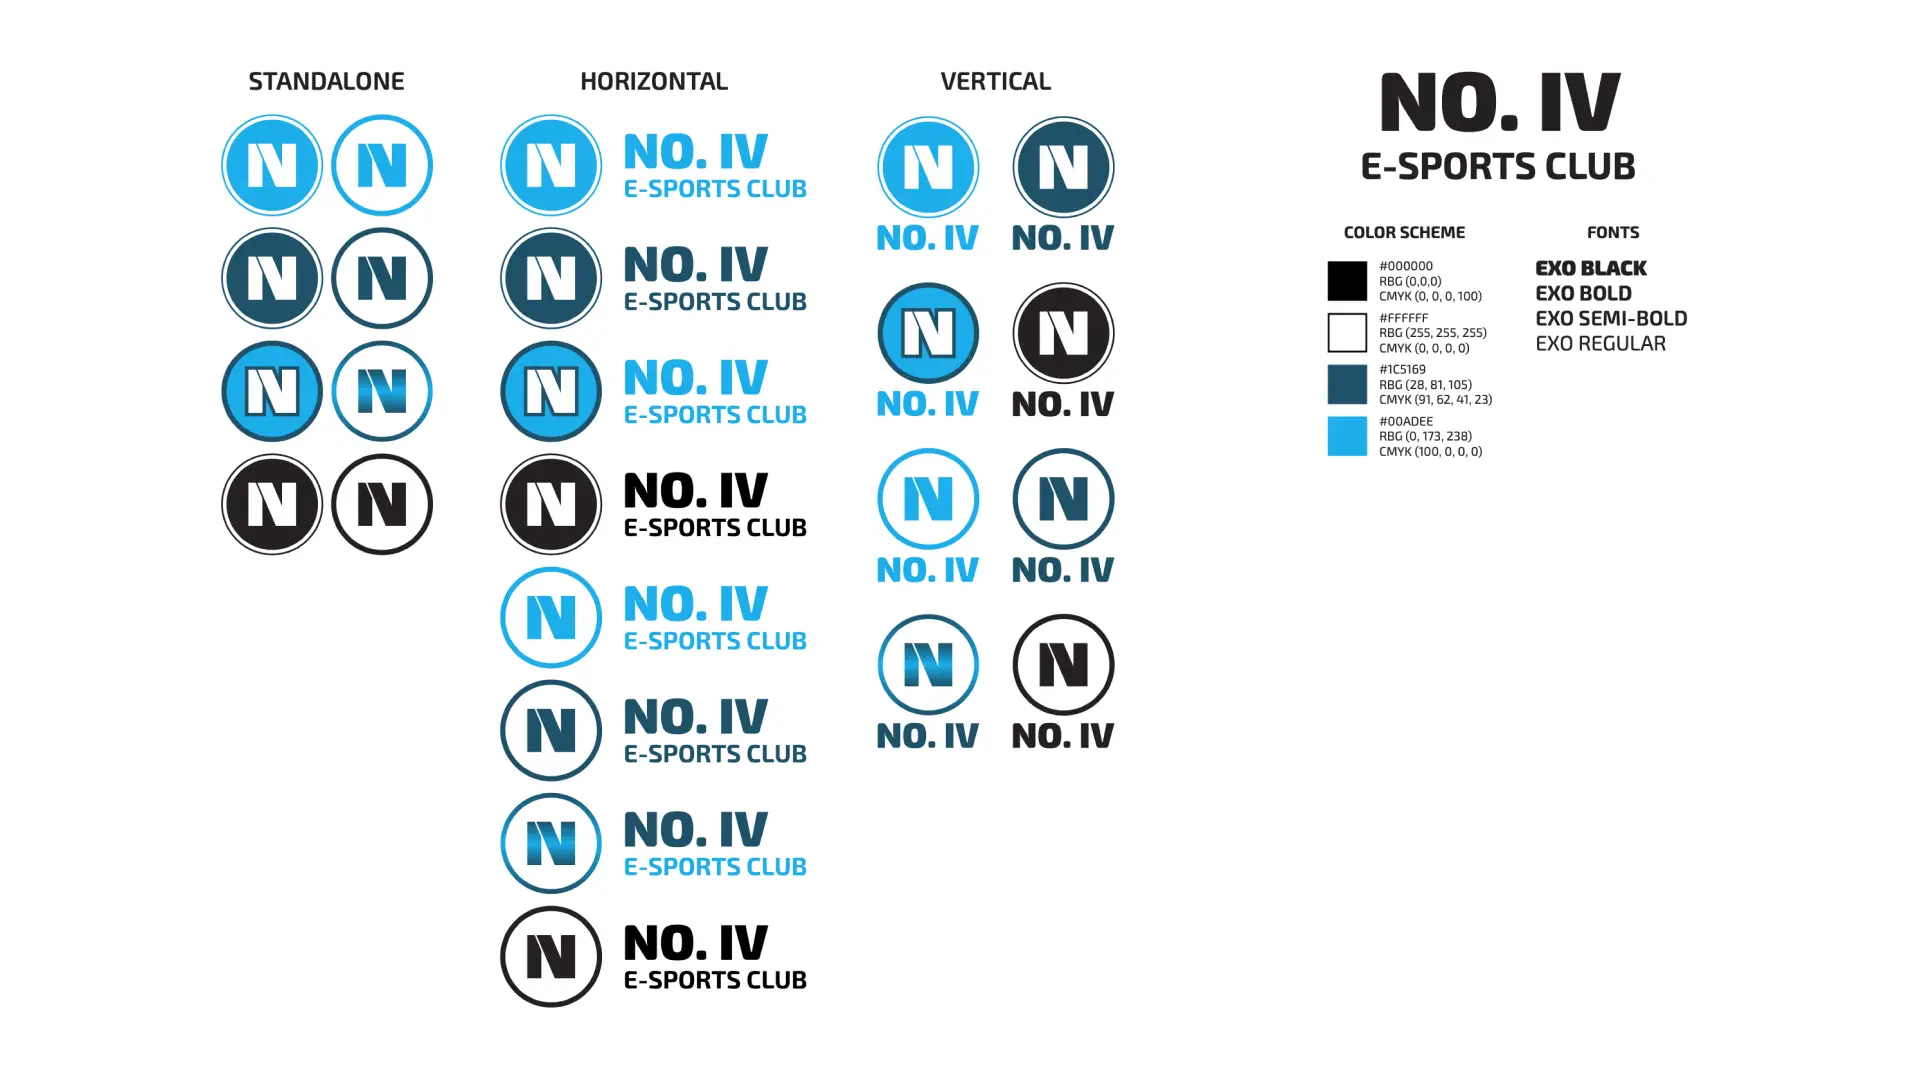 STANDALONE
N N
N N
N N
N N
HORIZONTAL
N NO. IV
E-SPORTS CLUB
N NO. IV
E-SPORTS CLUB
N NO. IV
E-SPORTS CLUB
N NO. IV
E-SPORTS CLUB
N NO. IV
E-SPORTS CLUB
N NO. IV
E-SPORTS CLUB
N NO. IV
E-SPORTS CLUB
N NO. IV
E-SPORTS CLUB
VERTICAL
N N
NO. IV NO. IV
N N
NO. IV NO. IV
N N
NO. IV NO. IV
N N
NO. IV NO. IV
NO. IV
E-SPORTS CLUB
COLOR SCHEME
#000000
RBG (0,0,0)
CMYK (0, 0, 0, 100)
#FFFFFF
RBG (255, 255, 255)
CMYK (0, 0, 0, 0)
#1C5169
RBG (28, 81, 105)
CMYK (91, 62, 41, 23)
#00ADEE
RBG (0, 173, 238)
CMYK (100, 0, 0, 0)
FONTS
EXO BLACK
EXO BOLD
EXO SEMI-BOLD
EXO REGULAR